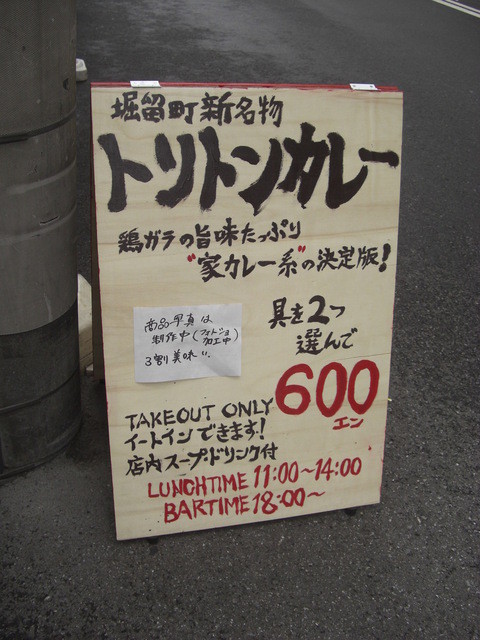 堀留町新名物
トリトンカレー
鶏ガラの旨味たっぷり
"家カレー系"の決定版!
具を2つ
選んで
600
エン
商品写真は
制作中(フォトショ加工中)
3割美味い。
TAKEOUT ONLY
イートインできます!
店内スープ・ドリンク付
LUNCHTIME 11:00~14:00
BARTIME 18:00~